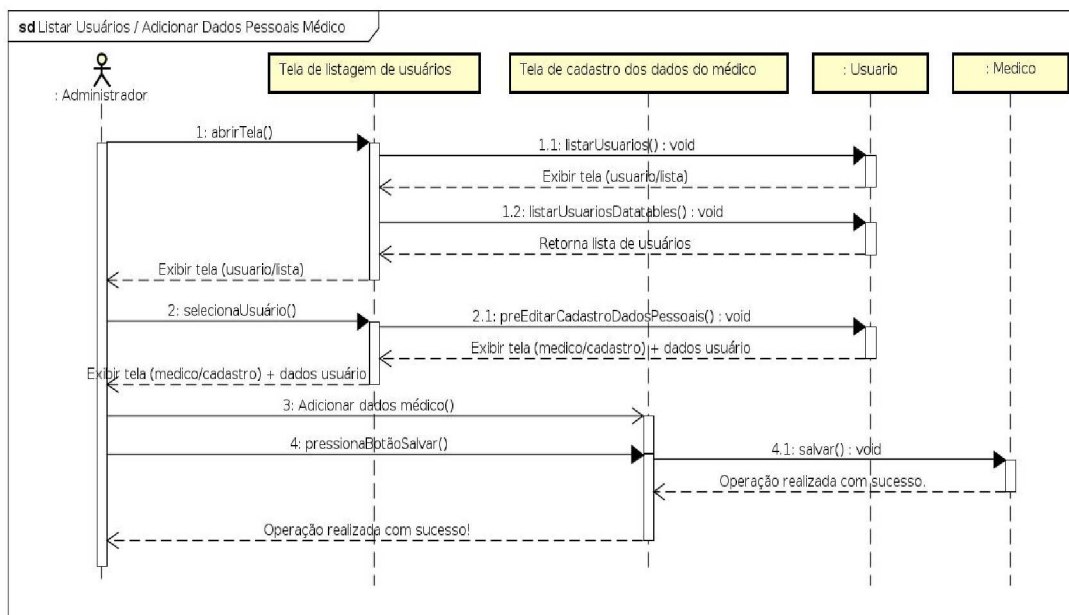 sd Listar Usuários / Adicionar Dados Pessoais Médico
: Administrador
Tela de listagem de usuários
Tela de cadastro dos dados do médico
: Usuario
: Medico
1: abrirTela()
1.1: listarUsuarios() : void
Exibir tela (usuario/lista)
1.2: listarUsuariosDatatables() : void
Retorna lista de usuários
Exibir tela (usuario/lista)
2: selecionaUsuário()
2.1: preEditarCadastroDadosPessoais() : void
Exibir tela (medico/cadastro) + dados usuário
Exibir tela (medico/cadastro) + dados usuário
3: Adicionar dados médico()
4: pressionaBotãoSalvar()
4.1: salvar() : void
Operação realizada com sucesso.
Operação realizada com sucesso!